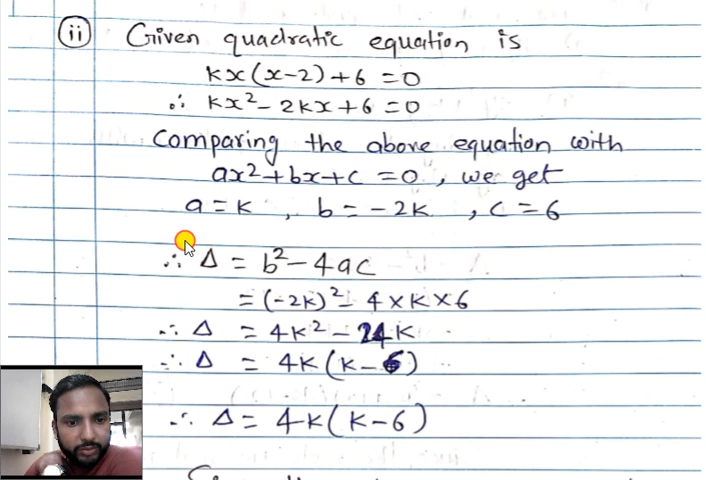 (ii) Given quadratic equation is
kx(x-2)+6=0
∴ kx²-2kx+6=0
Comparing the above equation with
ax²+bx+c=0, we get
a=k, b=-2k, c=6
∴ Δ = b²-4ac
=(-2k)²-4×k×6
∴ Δ = 4k²-24k
∴ Δ = 4k(k-6)
∴ Δ = 4k(k-6)